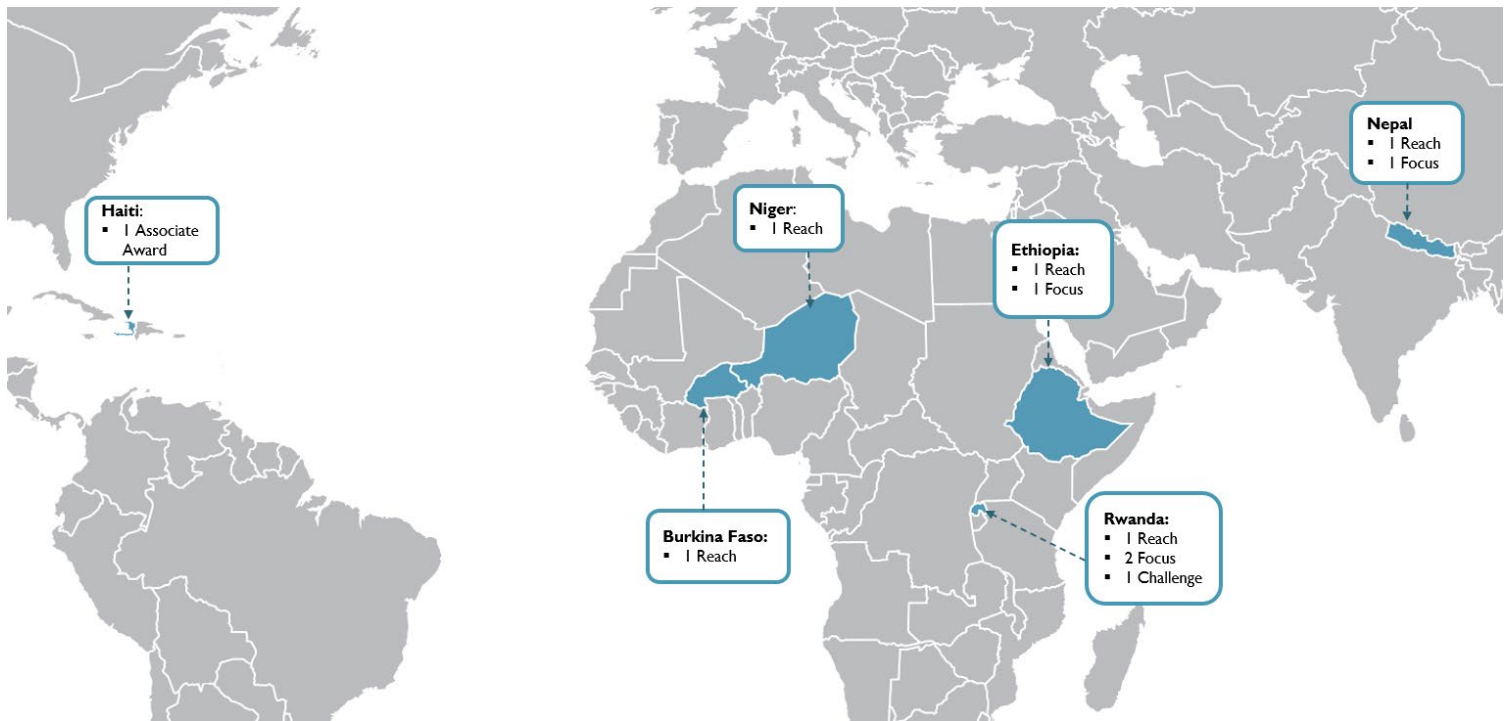 Haiti:
▪ 1 Associate
Award
Niger:
▪ 1 Reach
Ethiopia:
▪ 1 Reach
▪ 1 Focus
Nepal
▪ 1 Reach
▪ 1 Focus
Burkina Faso:
▪ 1 Reach
Rwanda:
▪ 1 Reach
▪ 2 Focus
▪ 1 Challenge